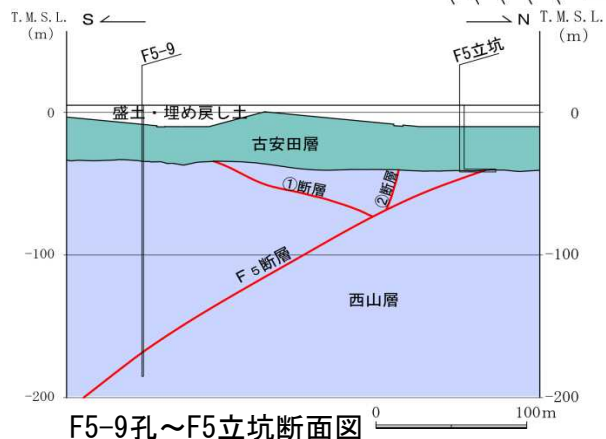 T.M.S.L.
(m)
S
N
T.M.S.L.
(m)
F5-9
F5立坑
0
0
盛土・埋め戻し土
古安田層
①断層
②断層
-100
-100
F5断層
西山層
-200
-200
F5-9孔～F5立坑断面図
0
100m